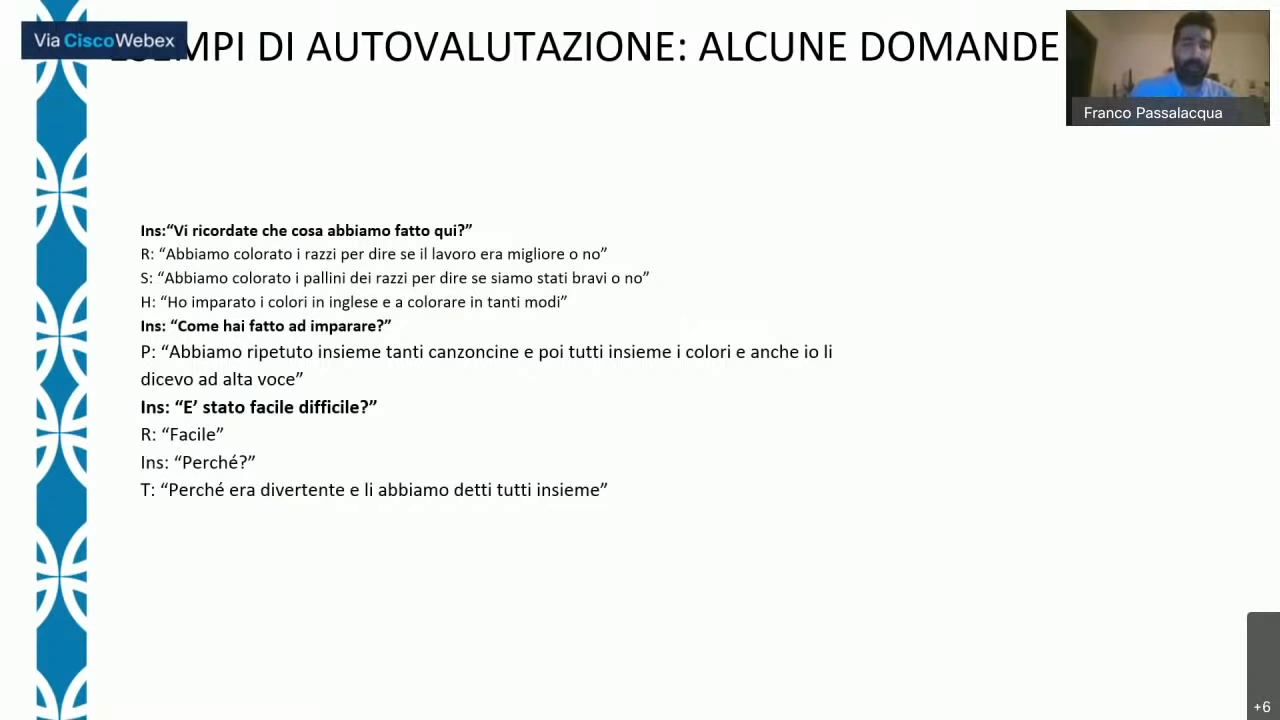 Via Cisco Webex
EMPI DI AUTOVALUTAZIONE: ALCUNE DOMANDE
Franco Passalacqua
Ins:“Vi ricordate che cosa abbiamo fatto qui?”
R: “Abbiamo colorato i razzi per dire se il lavoro era migliore o no”
S: “Abbiamo colorato i pallini dei razzi per dire se siamo stati bravi o no”
H: “Ho imparato i colori in inglese e a colorare in tanti modi”
Ins: “Come hai fatto ad imparare?”
P: “Abbiamo ripetuto insieme tanti canzoncine e poi tutti insieme i colori e anche io li
dicevo ad alta voce”
Ins: “E’ stato facile difficile?”
R: “Facile”
Ins: “Perché?”
T: “Perché era divertente e li abbiamo detti tutti insieme”
+6